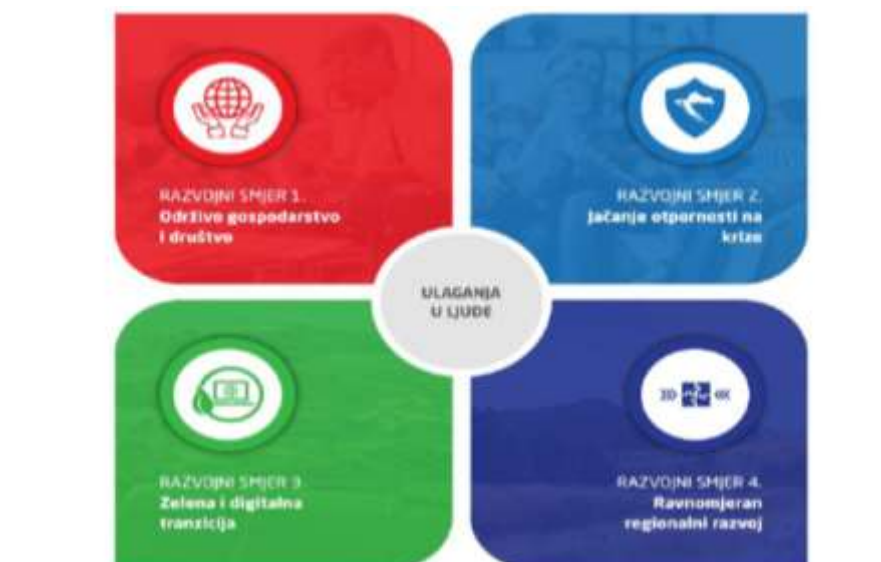 RAZVOJNI SMJER 1.
Održivo gospodarstvo
i društvo
RAZVOJNI SMJER 2.
Jačanje otpornosti na
krize
ULAGANJA
U LJUDE
RAZVOJNI SMJER 3.
Zelena i digitalna
tranzicija
RAZVOJNI SMJER 4.
Ravnomjeran
regionalni razvoj